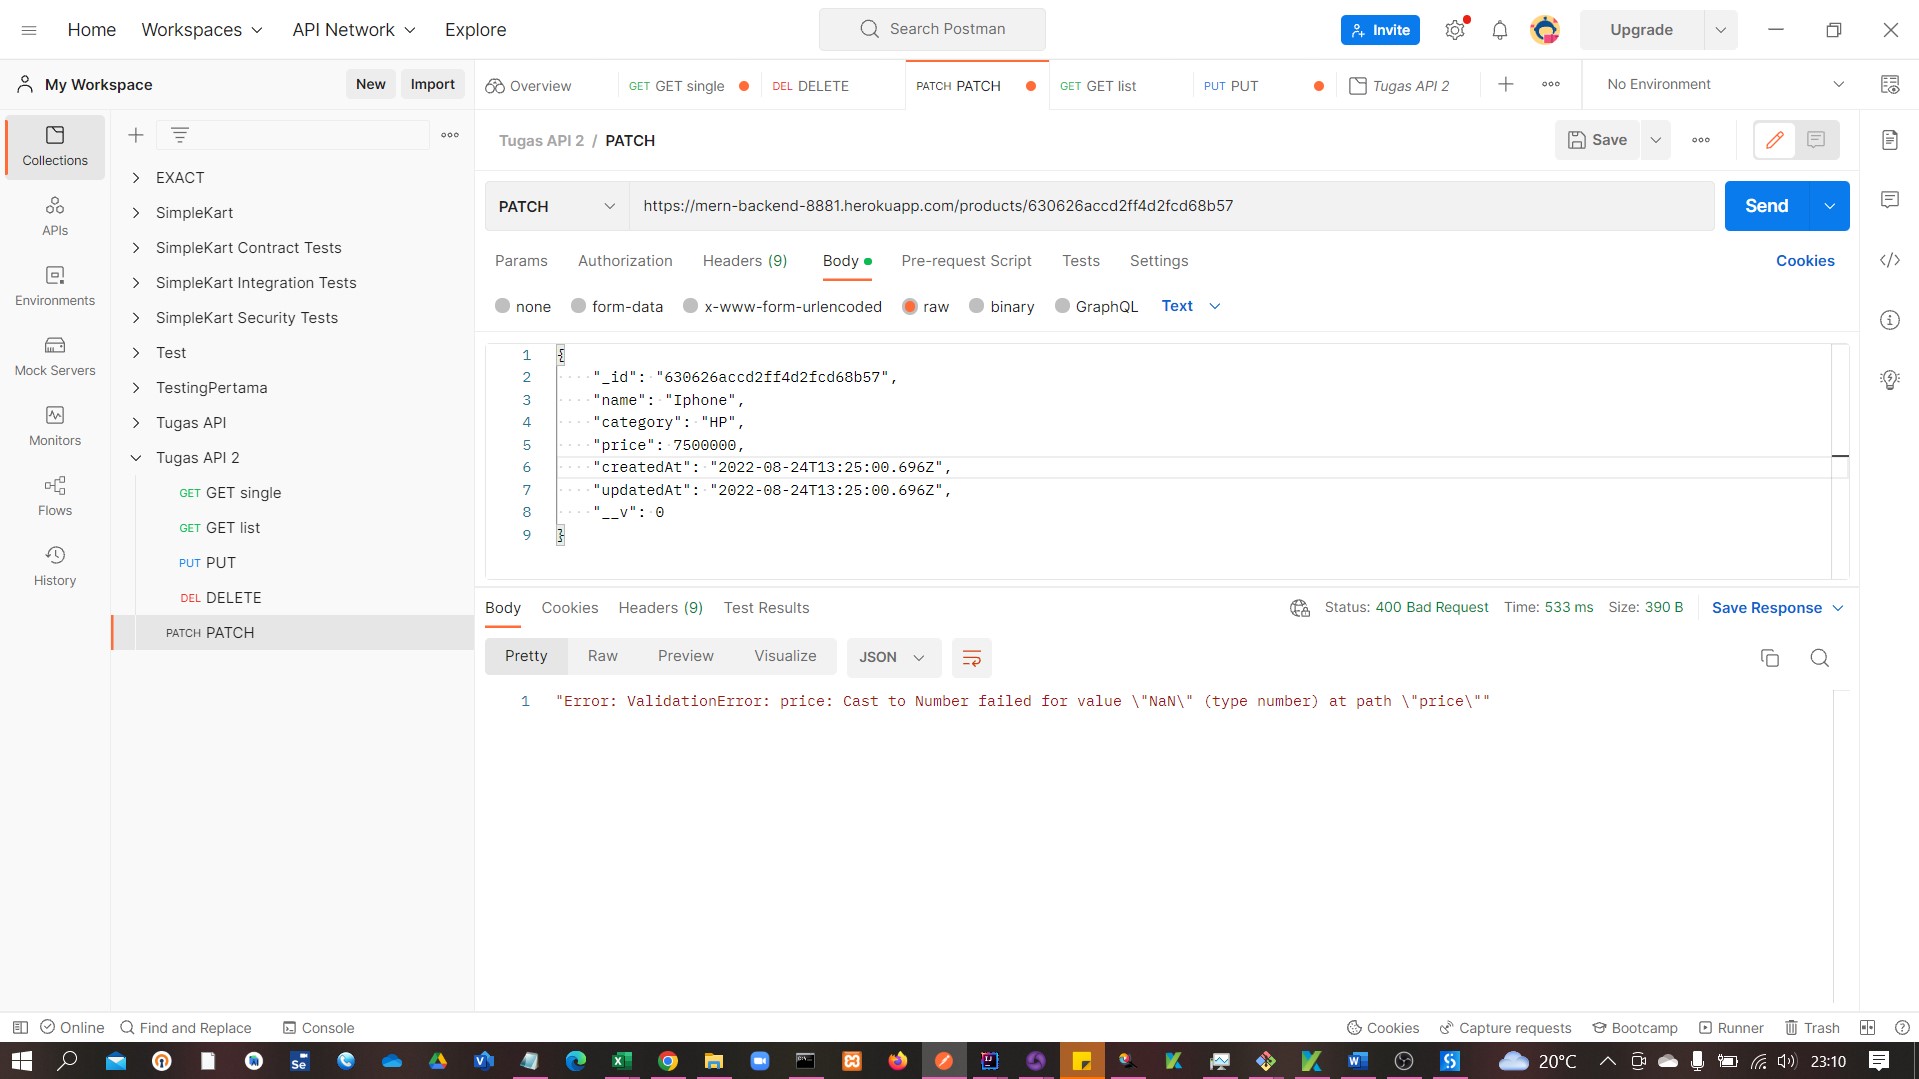 Home Workspaces API Network Explore
Search Postman
Invite Upgrade
My Workspace New Import
Overview GET GET single DEL DELETE PATCH PATCH GET GET list PUT PUT Tugas API 2 No Environment
Collections
APIs
Environments
Mock Servers
Monitors
Flows
History
EXACT
SimpleKart
SimpleKart Contract Tests
SimpleKart Integration Tests
SimpleKart Security Tests
Test
TestingPertama
Tugas API
Tugas API 2
GET GET single
GET GET list
PUT PUT
DEL DELETE
PATCH PATCH
Tugas API 2 / PATCH Save
PATCH https://mern-backend-8881.herokuapp.com/products/630626accd2ff4d2fcd68b57 Send
Params Authorization Headers (9) Body Pre-request Script Tests Settings Cookies
none form-data x-www-form-urlencoded raw binary GraphQL Text
1 {
2 "_id": "630626accd2ff4d2fcd68b57",
3 "name": "Iphone",
4 "category": "HP",
5 "price": 7500000,
6 "createdAt": "2022-08-24T13:25:00.696Z",
7 "updatedAt": "2022-08-24T13:25:00.696Z",
8 "__v": 0
9 }
Body Cookies Headers (9) Test Results Status: 400 Bad Request Time: 533 ms Size: 390 B Save Response
Pretty Raw Preview Visualize JSON
1 "Error: ValidationError: price: Cast to Number failed for value \"NaN\" (type number) at path \"price\""
Online Find and Replace Console Cookies Capture requests Bootcamp Runner Trash
20°C 23:10